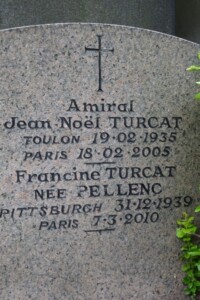 Amiral
Jean-Noël TURCAT
TOULON 19·02·1935
PARIS 18·02·2005
Francine TURCAT
NÉE PELLENC
PITTSBURGH 31·12·1939
PARIS 7·3·2010